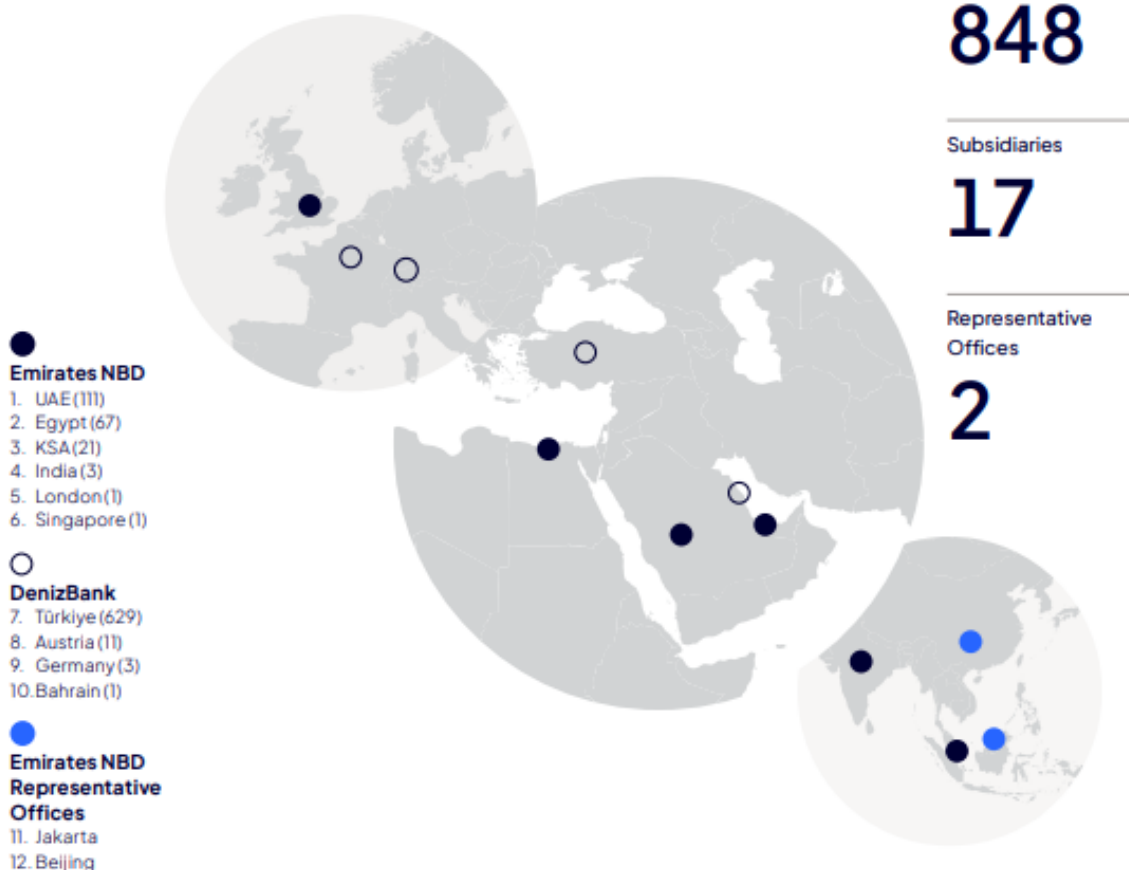 848
Subsidiaries
17
Representative
Offices
2
Emirates NBD
1. UAE (111)
2. Egypt (67)
3. KSA (21)
4. India (3)
5. London (1)
6. Singapore (1)
DenizBank
7. Türkiye (629)
8. Austria (11)
9. Germany (3)
10. Bahrain (1)
Emirates NBD
Representative
Offices
11. Jakarta
12. Beijing